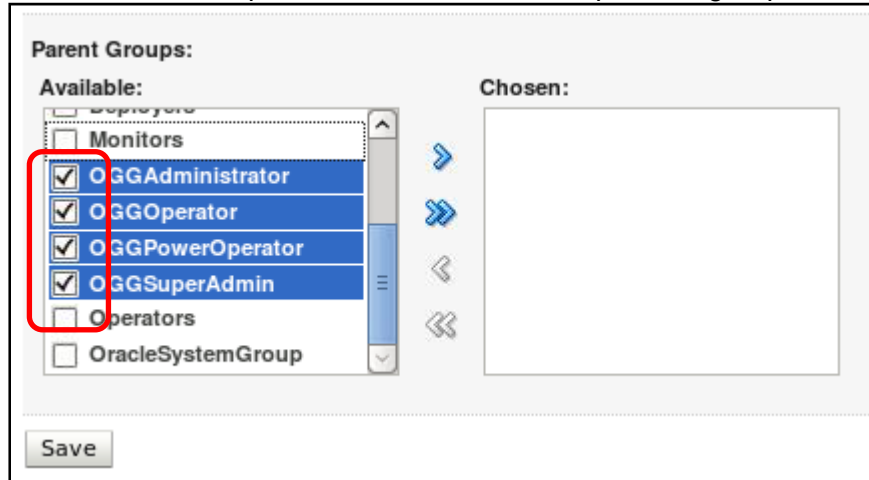 Parent Groups:
Available:
Chosen:
Monitors
OGGAdministrator
OGGOperator
OGGPowerOperator
OGGSuperAdmin
Operators
OracleSystemGroup
Save